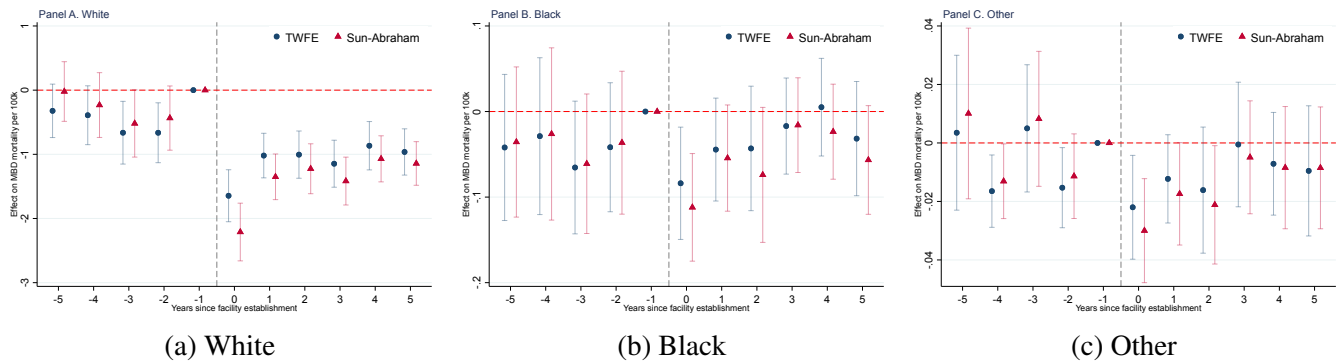 Panel A. White
TWFE Sun-Abraham
Effect on MBD mortality per 100k
0
-1
-2
-3
-5 -4 -3 -2 -1 0 1 2 3 4 5
Years since facility establishment
(a) White
Panel B. Black
TWFE Sun-Abraham
Effect on MBD mortality per 100k
.1
0
-.1
-.2
-5 -4 -3 -2 -1 0 1 2 3 4 5
Years since facility establishment
(b) Black
Panel C. Other
TWFE Sun-Abraham
Effect on MBD mortality per 100k
.04
.02
0
-.02
-.04
-5 -4 -3 -2 -1 0 1 2 3 4 5
Years since facility establishment
(c) Other